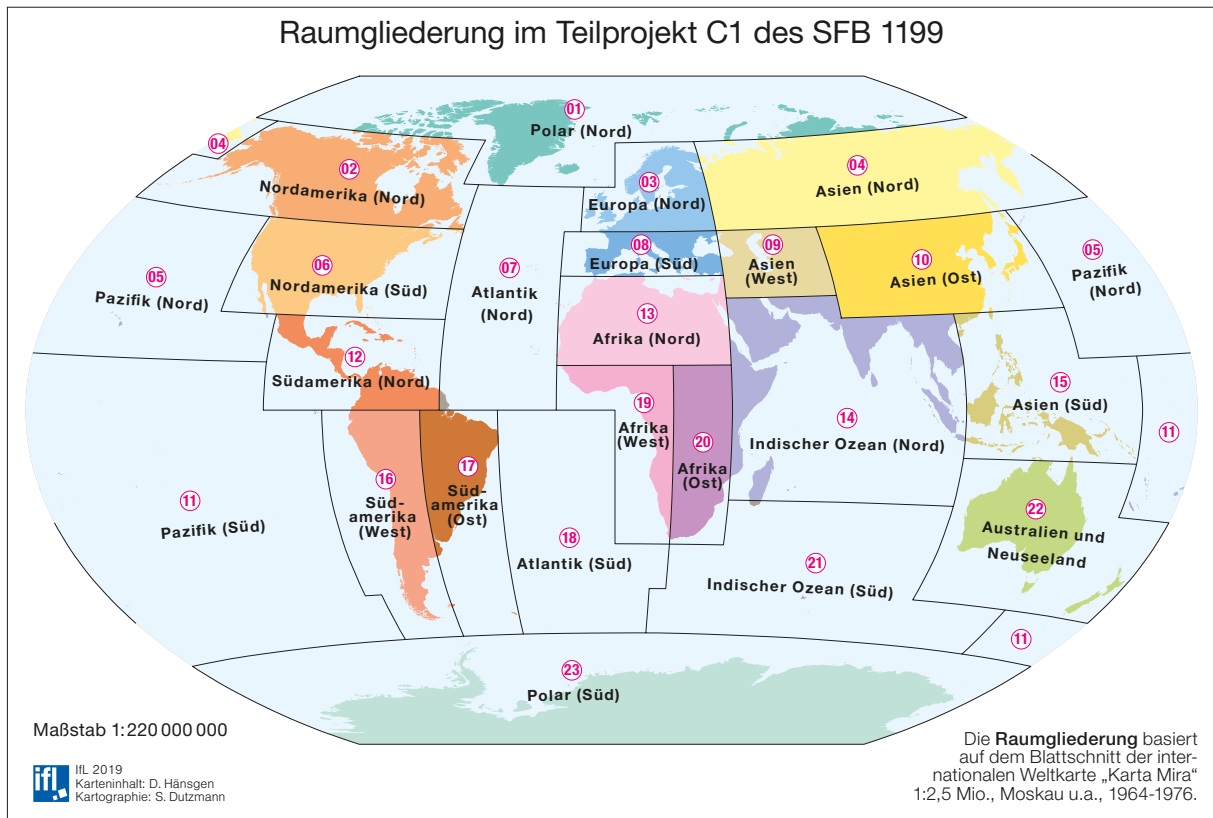 Raumgliederung im Teilprojekt C1 des SFB 1199
01
Polar (Nord)
04
02
Nordamerika (Nord)
03
Europa (Nord)
04
Asien (Nord)
05
Pazifik (Nord)
06
Nordamerika (Süd)
07
Atlantik
(Nord)
08
Europa (Süd)
09
Asien
(West)
10
Asien (Ost)
05
Pazifik
(Nord)
12
Südamerika (Nord)
13
Afrika (Nord)
19
Afrika
(West)
20
Afrika
(Ost)
14
Indischer Ozean (Nord)
15
Asien (Süd)
11
11
Pazifik (Süd)
16
Süd-
amerika
(West)
17
Süd-
amerika
(Ost)
18
Atlantik (Süd)
21
Indischer Ozean (Süd)
22
Australien und
Neuseeland
11
23
Polar (Süd)
Maßstab 1:220 000 000
ifl
IfL 2019
Karteninhalt: D. Hänsgen
Kartographie: S. Dutzmann
Die Raumgliederung basiert
auf dem Blattschnitt der inter-
nationalen Weltkarte „Karta Mira“
1:2,5 Mio., Moskau u.a., 1964-1976.